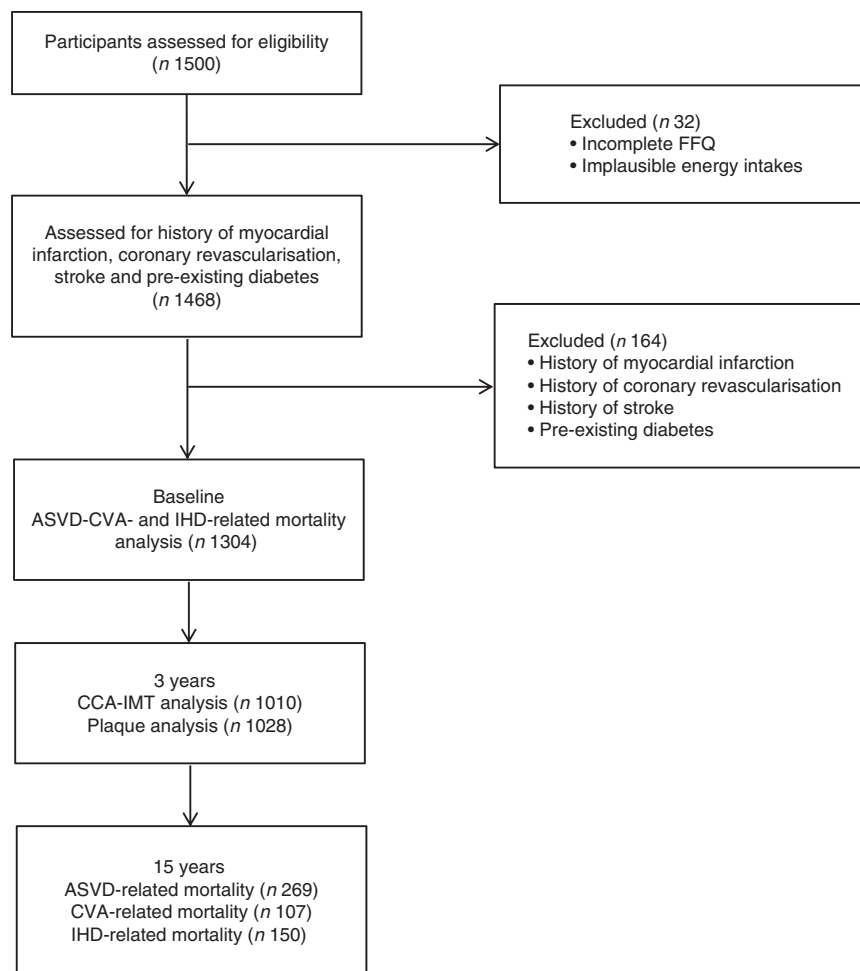 Participants assessed for eligibility
(n 1500)
Excluded (n 32)
• Incomplete FFQ
• Implausible energy intakes
Assessed for history of myocardial
infarction, coronary revascularisation,
stroke and pre-existing diabetes
(n 1468)
Excluded (n 164)
• History of myocardial infarction
• History of coronary revascularisation
• History of stroke
• Pre-existing diabetes
Baseline
ASVD-CVA- and IHD-related mortality
analysis (n 1304)
3 years
CCA-IMT analysis (n 1010)
Plaque analysis (n 1028)
15 years
ASVD-related mortality (n 269)
CVA-related mortality (n 107)
IHD-related mortality (n 150)